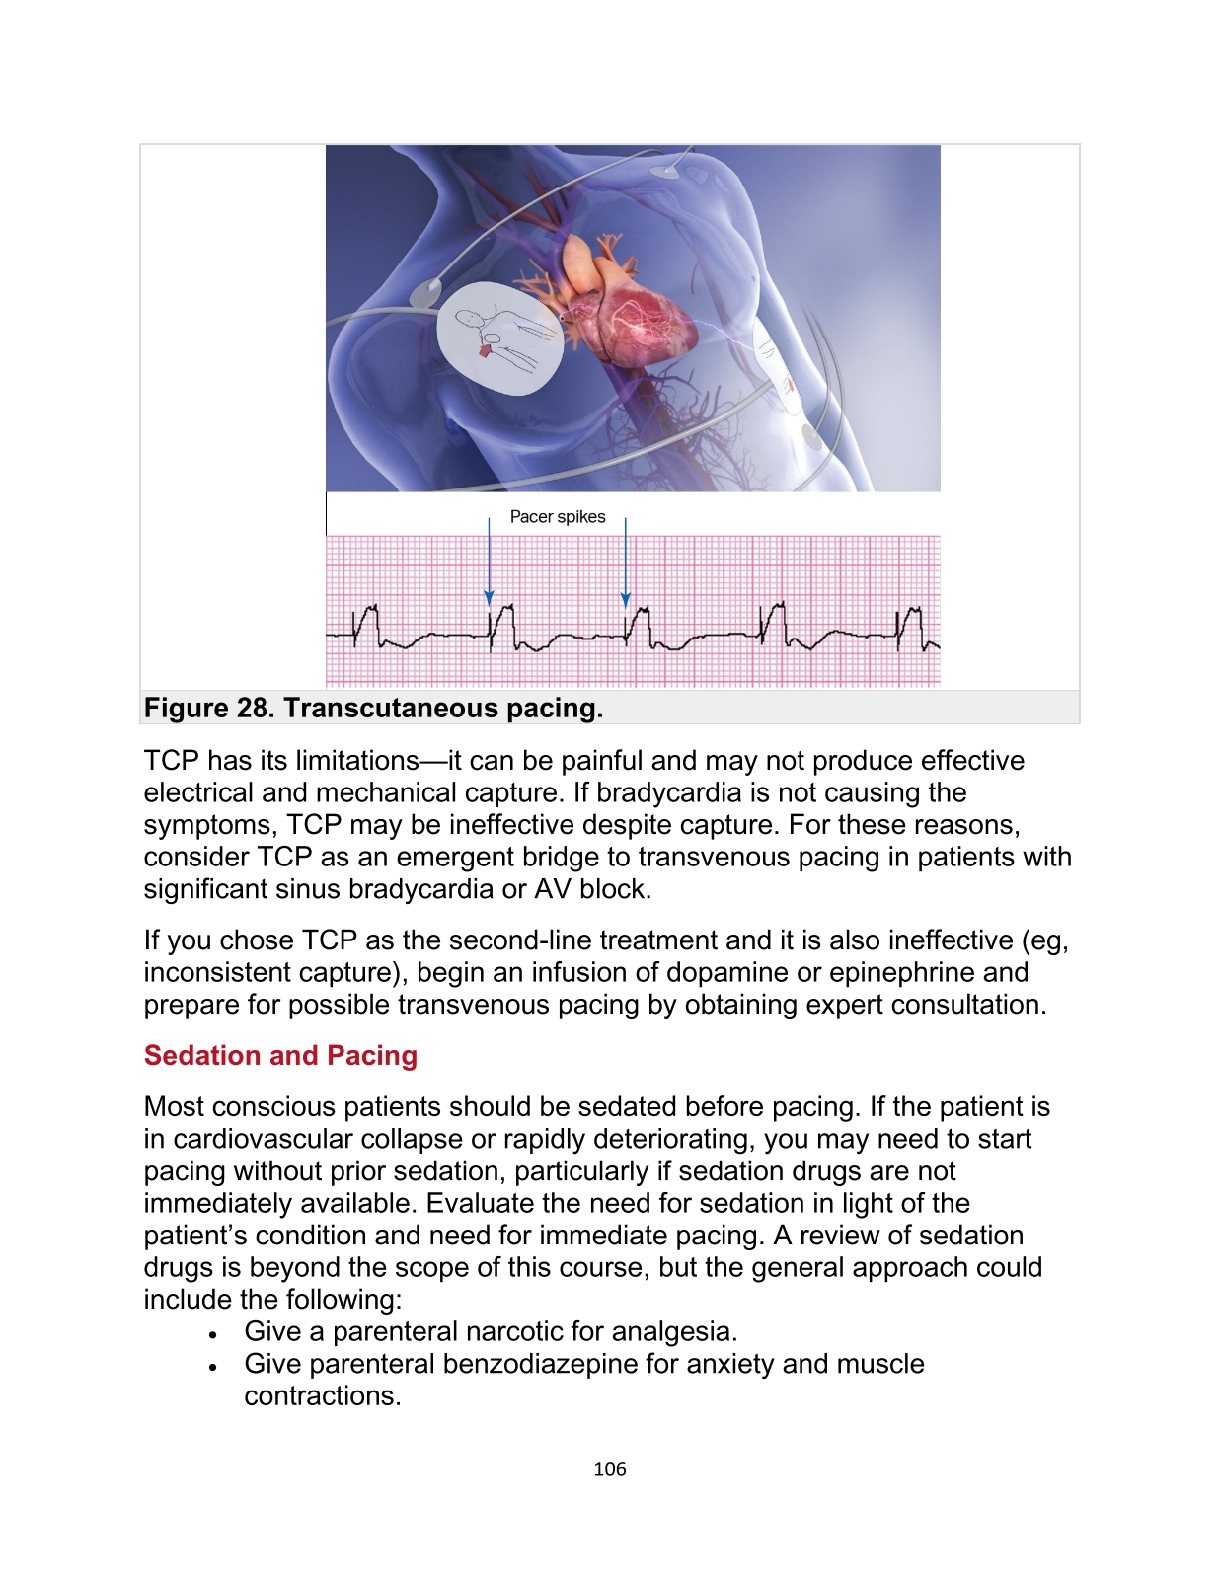 Pacer spikes
Figure 28. Transcutaneous pacing.
TCP has its limitations—it can be painful and may not produce effective
electrical and mechanical capture. If bradycardia is not causing the
symptoms, TCP may be ineffective despite capture. For these reasons,
consider TCP as an emergent bridge to transvenous pacing in patients with
significant sinus bradycardia or AV block.
If you chose TCP as the second-line treatment and it is also ineffective (eg,
inconsistent capture), begin an infusion of dopamine or epinephrine and
prepare for possible transvenous pacing by obtaining expert consultation.
Sedation and Pacing
Most conscious patients should be sedated before pacing. If the patient is
in cardiovascular collapse or rapidly deteriorating, you may need to start
pacing without prior sedation, particularly if sedation drugs are not
immediately available. Evaluate the need for sedation in light of the
patient’s condition and need for immediate pacing. A review of sedation
drugs is beyond the scope of this course, but the general approach could
include the following:
• Give a parenteral narcotic for analgesia.
• Give parenteral benzodiazepine for anxiety and muscle
contractions.
106